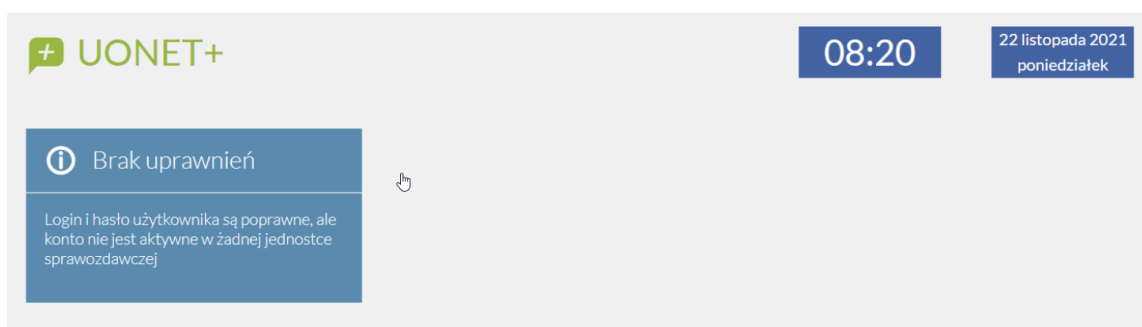 UONET+
08:20
22 listopada 2021
poniedziałek
Brak uprawnień
Login i hasło użytkownika są poprawne, ale
konto nie jest aktywne w żadnej jednostce
sprawozdawczej